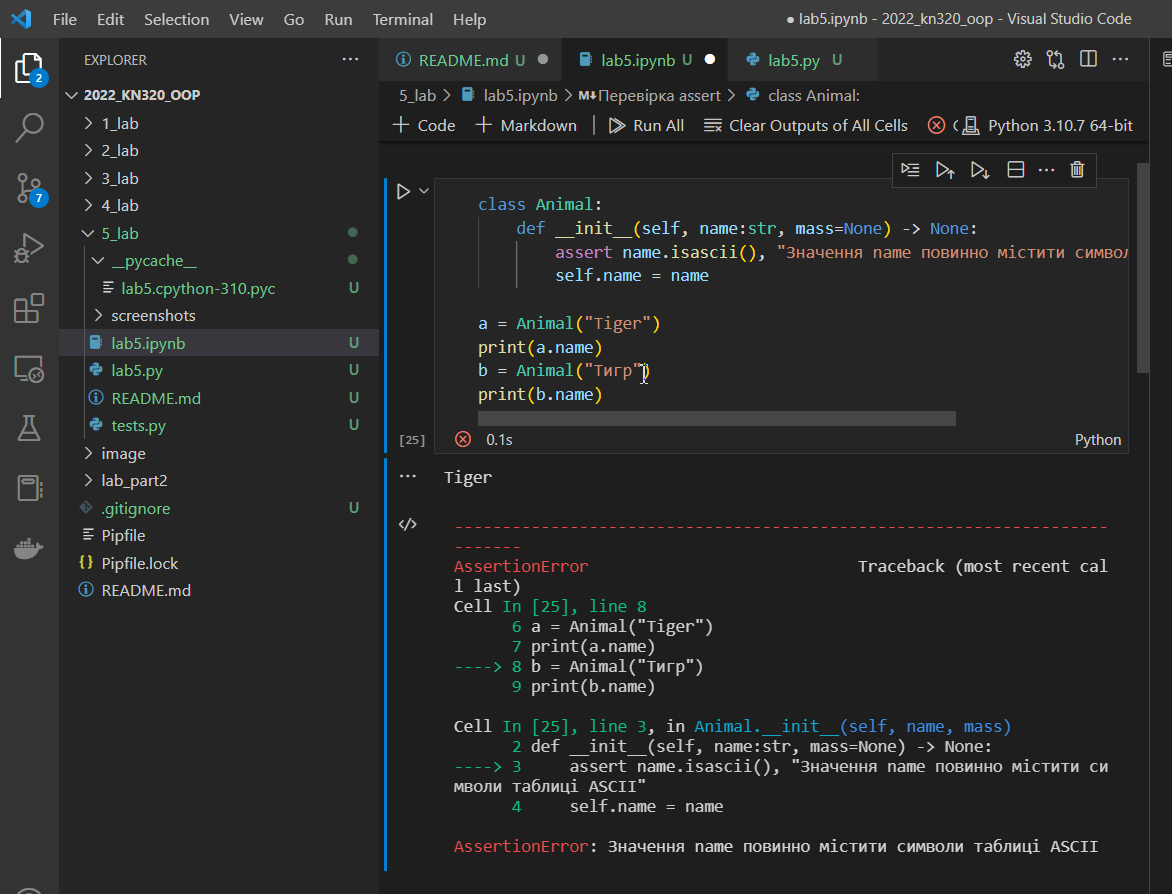 File Edit Selection View Go Run Terminal Help
● lab5.ipynb - 2022_kn320_oop - Visual Studio Code
EXPLORER
2022_KN320_OOP
1_lab
2_lab
3_lab
4_lab
5_lab
__pycache__
lab5.cpython-310.pyc U
screenshots
lab5.ipynb U
lab5.py U
README.md U
tests.py U
image
lab_part2
.gitignore U
Pipfile
Pipfile.lock
README.md
2
7
README.md U lab5.ipynb U lab5.py U
5_lab > lab5.ipynb > M↓Перевірка assert > class Animal:
+ Code + Markdown | Run All Clear Outputs of All Cells Python 3.10.7 64-bit
class Animal:
def __init__(self, name:str, mass=None) -> None:
assert name.isascii(), "Значення name повинно містити символ
self.name = name
a = Animal("Tiger")
print(a.name)
b = Animal("Тигр")
print(b.name)
[25] 0.1s Python
Tiger
---------------------------------------------------------------------------
AssertionError Traceback (most recent cal
l last)
Cell In [25], line 8
6 a = Animal("Tiger")
7 print(a.name)
----> 8 b = Animal("Тигр")
9 print(b.name)
Cell In [25], line 3, in Animal.__init__(self, name, mass)
2 def __init__(self, name:str, mass=None) -> None:
----> 3 assert name.isascii(), "Значення name повинно містити си
мволи таблиці ASCII"
4 self.name = name
AssertionError: Значення name повинно містити символи таблиці ASCII